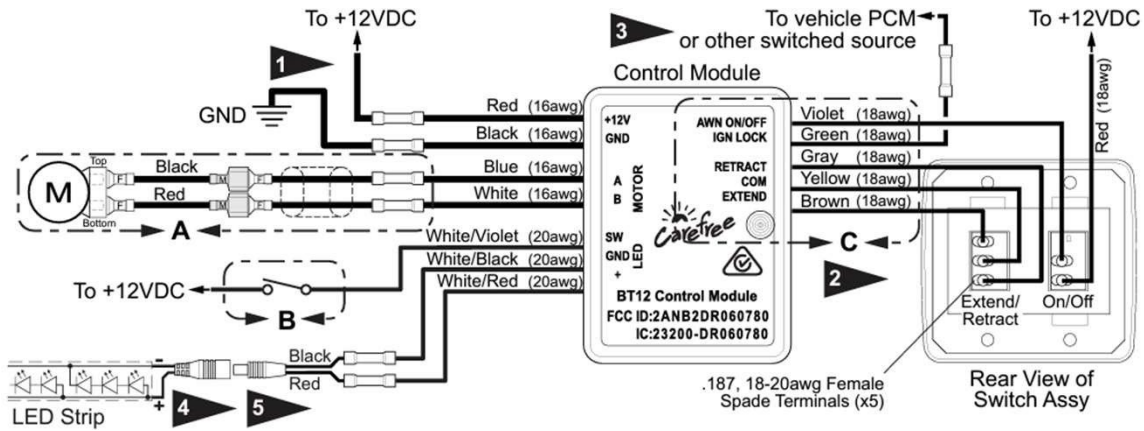 To +12VDC
1
GND
Red (16awg)
Black (16awg)
Blue (16awg)
White (16awg)
Top
M
Bottom
F
F
Black
Red
M
F
M
F
A
White/Violet (20awg)
White/Black (20awg)
White/Red (20awg)
To +12VDC
B
Black
Red
-
+
4
5
LED Strip
3
To vehicle PCM
or other switched source
Control Module
+12V
GND
A
B
MOTOR
SW
GND
+
LED
AWN ON/OFF
IGN LOCK
RETRACT
COM
EXTEND
Carefree
BT12 Control Module
FCC ID:2ANB2DR060780
IC:23200-DR060780
Violet (18awg)
Green (18awg)
Gray (18awg)
Yellow (18awg)
Brown (18awg)
C
2
To +12VDC
Red (18awg)
Extend/
Retract
On/Off
.187, 18-20awg Female
Spade Terminals (x5)
Rear View of
Switch Assy